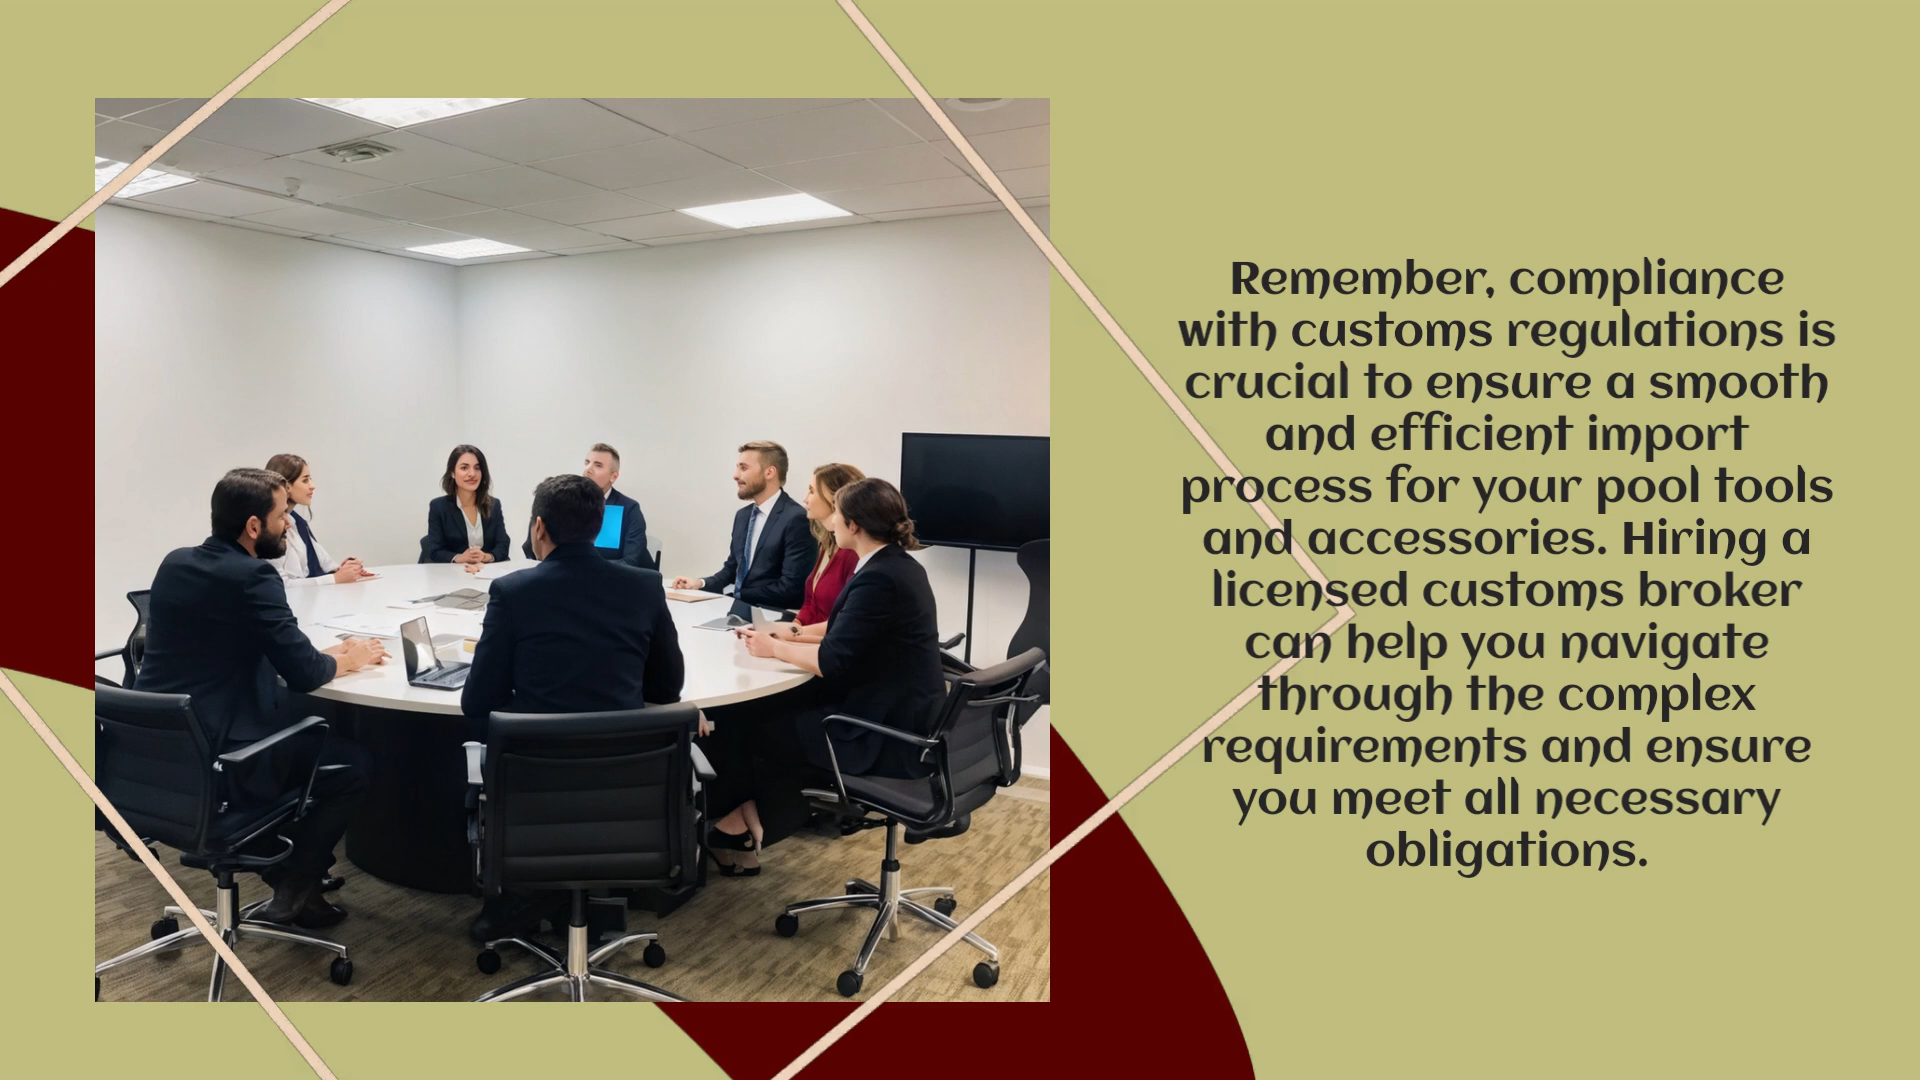 Remember, compliance
with customs regulations is
crucial to ensure a smooth
and efficient import
process for your pool tools
and accessories. Hiring a
licensed customs broker
can help you navigate
through the complex
requirements and ensure
you meet all necessary
obligations.